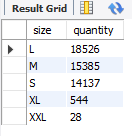 Result Grid
size quantity
L 18526
M 15385
S 14137
XL 544
XXL 28